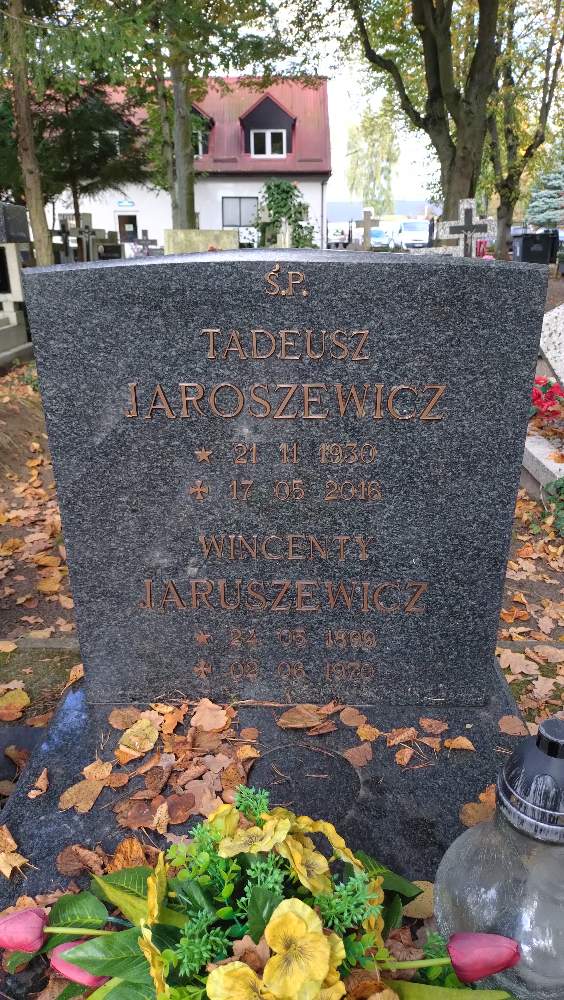 Ś.P.
TADEUSZ
JAROSZEWICZ
★ 21 11 1930
✠ 17 05 2016
WINCENTY
JARUSZEWICZ